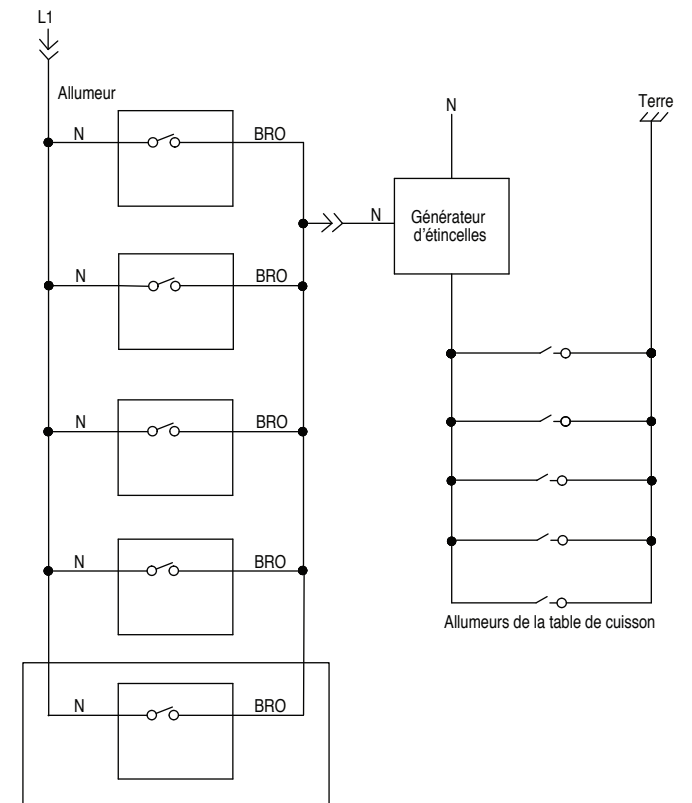 L1
Allumeur
N BRO
N BRO
N BRO
N BRO
N BRO
N
N
Générateur
d'étincelles
Terre
Allumeurs de la table de cuisson